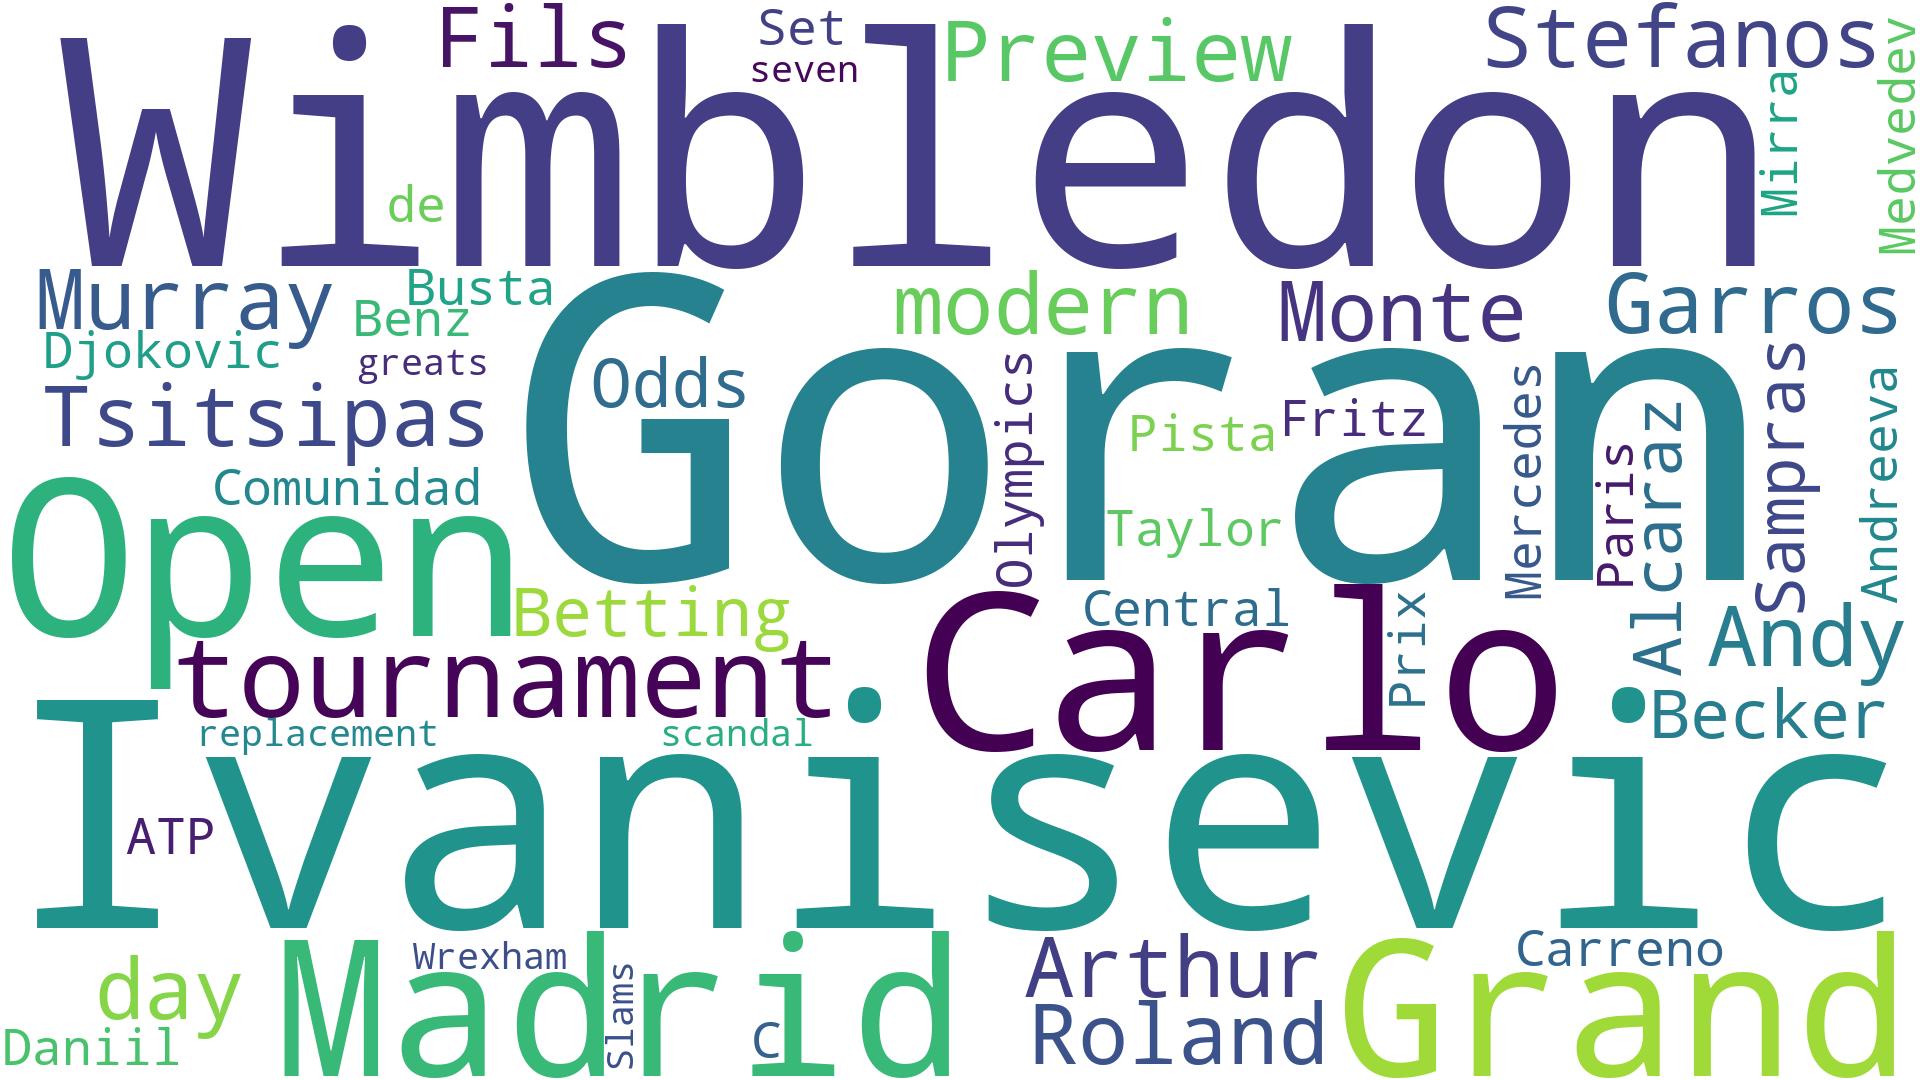 Fils
Set
seven
Preview
Stefanos
Medvedev
Mirra
Wimbledon
de
Murray
Busta
Benz
Djokovic
greats
modern
Monte
Garros
Tsitsipas
Odds
Goran
Olympics
Pista
Fritz
Mercedes
Paris
Alcaraz
Sampras
Andreeva
Comunidad
Open
Taylor
Betting
Central
Prix
Andy
tournament
Carlo
Becker
replacement
scandal
Ivanisevic
ATP
Wrexham
Arthur
Carreno
Grand
day
Madrid
slams
C
Roland
Daniil